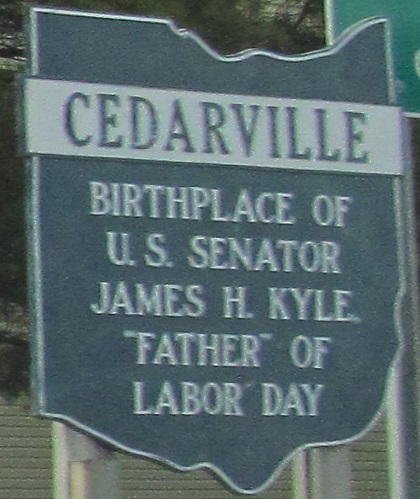 CEDARVILLE
BIRTHPLACE OF
U.S. SENATOR
JAMES H. KYLE,
"FATHER" OF
LABOR DAY